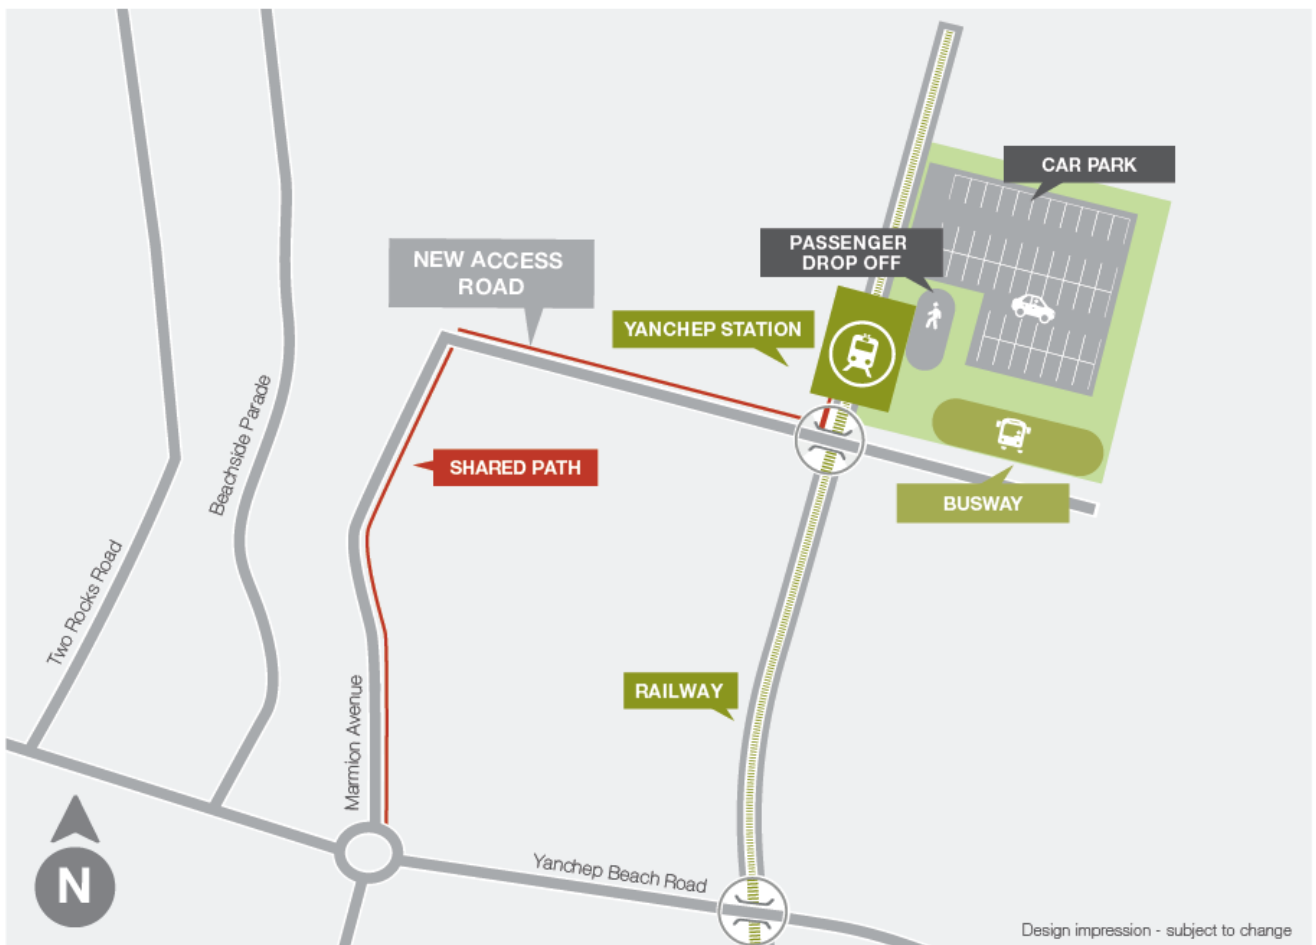 CAR PARK
PASSENGER
DROP OFF
NEW ACCESS
ROAD
YANCHEP STATION
SHARED PATH
BUSWAY
Beachside Parade
Two Rocks Road
RAILWAY
Marmion Avenue
Yanchep Beach Road
N
Design impression - subject to change